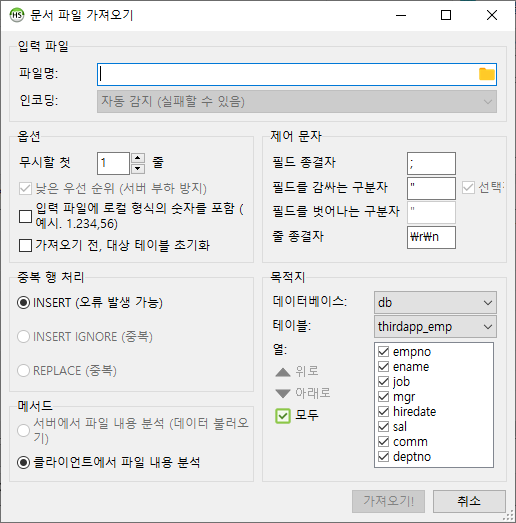 HS 문서 파일 가져오기
입력 파일
파일명:
인코딩: 자동 감지 (실패할 수 있음)
옵션
무시할 첫 1 줄
낮은 우선 순위 (서버 부하 방지)
입력 파일에 로컬 형식의 숫자를 포함 (
예시. 1.234,56)
가져오기 전, 대상 테이블 초기화
제어 문자
필드 종결자 ;
필드를 감싸는 구분자 " 선택
필드를 벗어나는 구분자 "
줄 종결자 ₩r₩n
중복 행 처리
INSERT (오류 발생 가능)
INSERT IGNORE (중복)
REPLACE (중복)
메서드
서버에서 파일 내용 분석 (데이터 불러오
기)
클라이언트에서 파일 내용 분석
목적지
데이터베이스: db
테이블: thirdapp_emp
열:
위로
아래로
모두
empno
ename
job
mgr
hiredate
sal
comm
deptno
가져오기! 취소